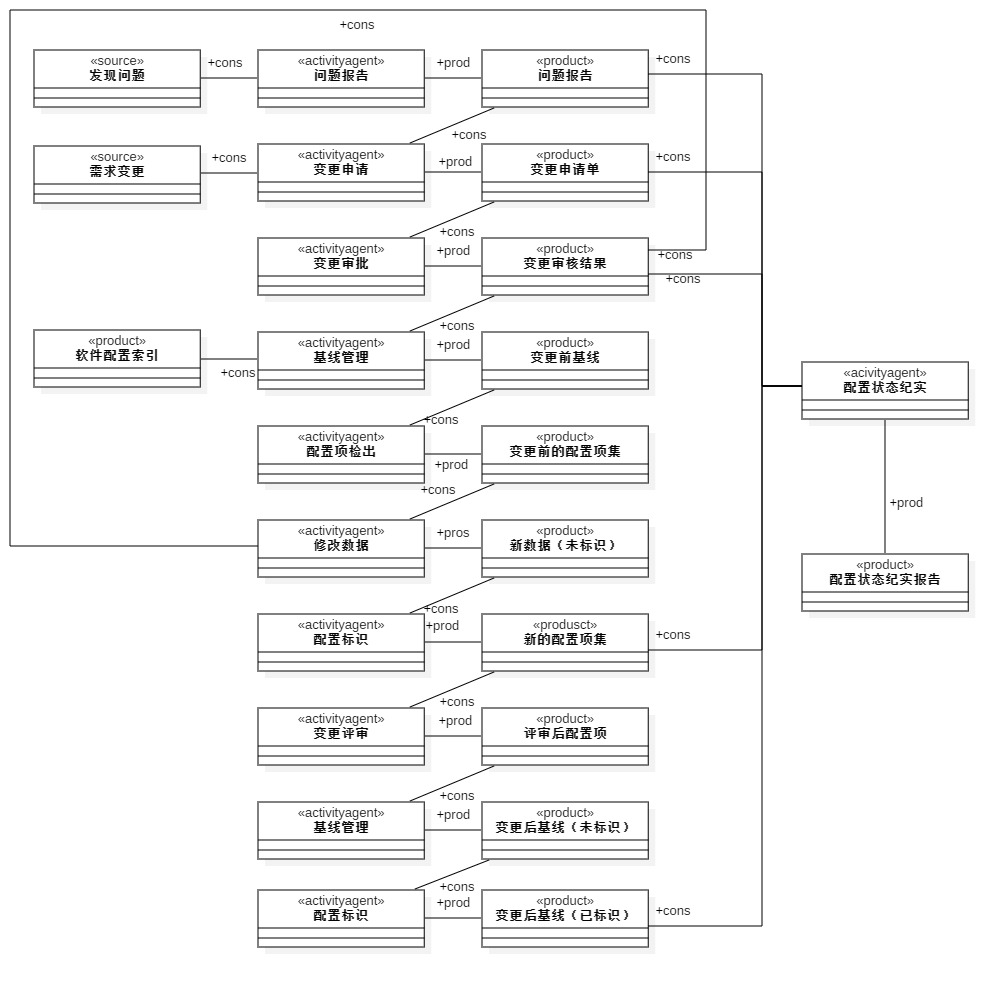 +cons
«source»
发现问题
+cons
«activityagent»
问题报告
+prod
«product»
问题报告
+cons
+cons
«source»
需求变更
+cons
«activityagent»
变更申请
+prod
«product»
变更申请单
+cons
+cons
«activityagent»
变更审批
+prod
«product»
变更审核结果
+cons
+cons
+cons
«product»
软件配置索引
+cons
«activityagent»
基线管理
+prod
«product»
变更前基线
«acivityagent»
配置状态纪实
+cons
«activityagent»
配置项检出
+prod
«product»
变更前的配置项集
+cons
+prod
«activityagent»
修改数据
+pros
«product»
新数据（未标识）
«product»
配置状态纪实报告
+cons
«activityagent»
配置标识
+prod
«produsct»
新的配置项集
+cons
+cons
«activityagent»
变更评审
+prod
«product»
评审后配置项
+cons
«activityagent»
基线管理
+prod
«product»
变更后基线（未标识）
+cons
«activityagent»
配置标识
+prod
«product»
变更后基线（已标识）
+cons